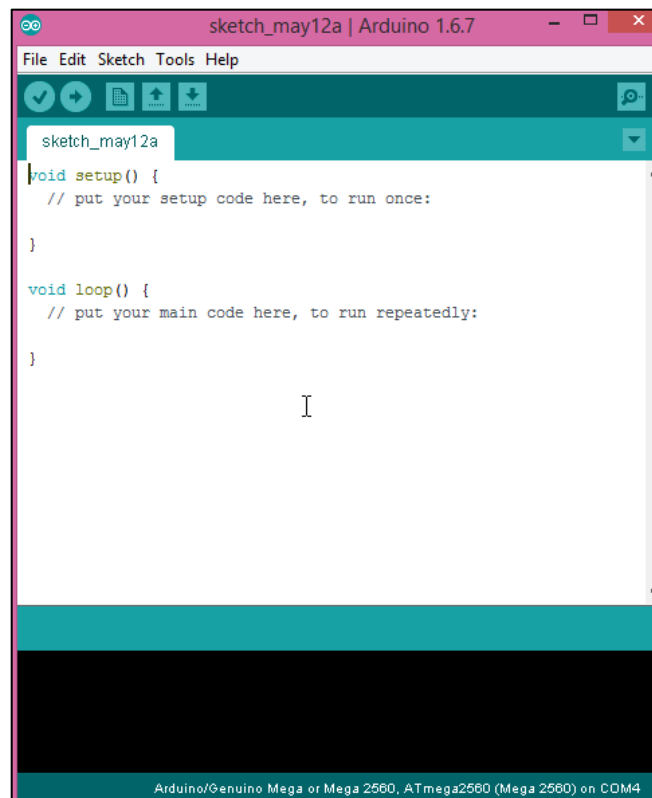 sketch_may12a | Arduino 1.6.7
File Edit Sketch Tools Help
sketch_may12a
void setup() {
  // put your setup code here, to run once:
}
void loop() {
  // put your main code here, to run repeatedly:
}
Arduino/Genuino Mega or Mega 2560, ATmega2560 (Mega 2560) on COM4